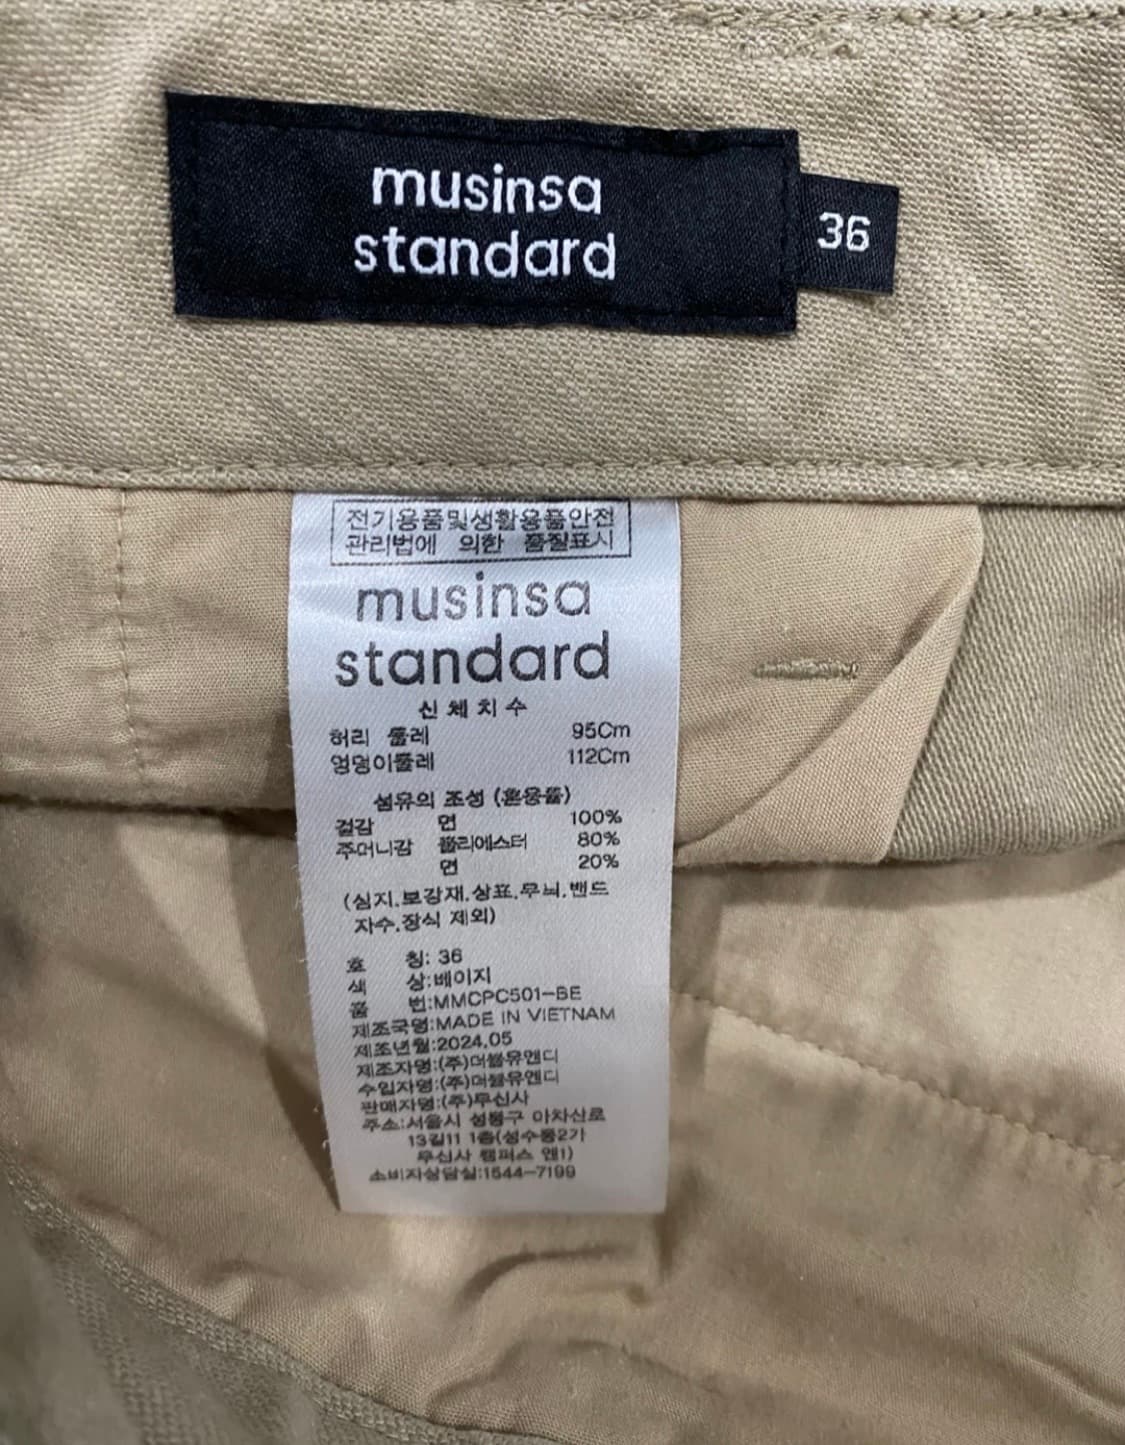 musinsa
standard
36
전기용품및생활용품안전
관리법에 의한 품질표시
musinsa
standard
신체치수
허리 둘레 95Cm
엉덩이둘레 112Cm
섬유의 조성 (혼용률)
겉감 면 100%
주머니감 폴리에스터 80%
면 20%
(심지.보강재.상표.무늬.밴드
자수.장식 제외)
호 칭: 36
색 상:베이지
품 번:MMCPC501-BE
제조국명:MADE IN VIETNAM
제조년월:2024.05
제조자명:(주)더블유앤디
수입자명:(주)더블유앤디
판매자명:(주)무신사
주소:서울시 성동구 아차산로
13길11 1층(성수동2가
무신사 캠퍼스 엔1)
소비자상담실:1544-7199